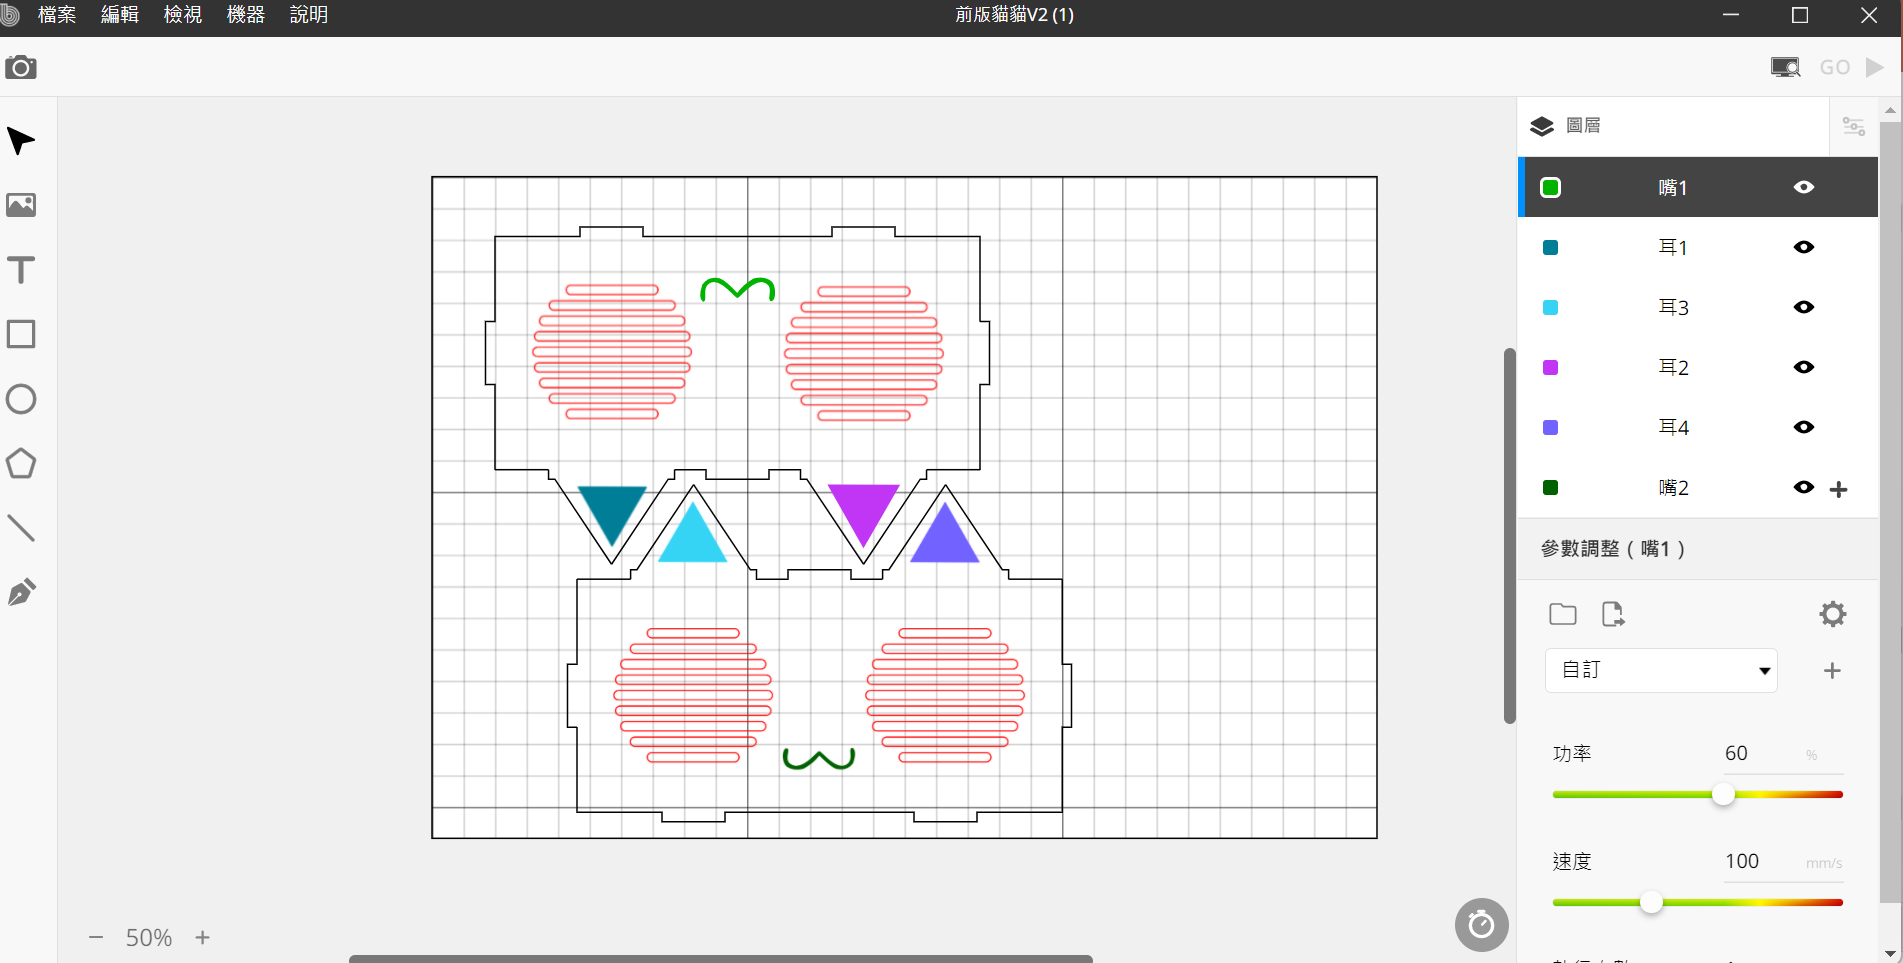 檔案 編輯 檢視 機器 說明
前版貓貓V2 (1)
GO
圖層
嘴1
耳1
耳3
耳2
耳4
嘴2
參數調整 ( 嘴1 )
自訂
功率 60 %
速度 100 mm/s
50%